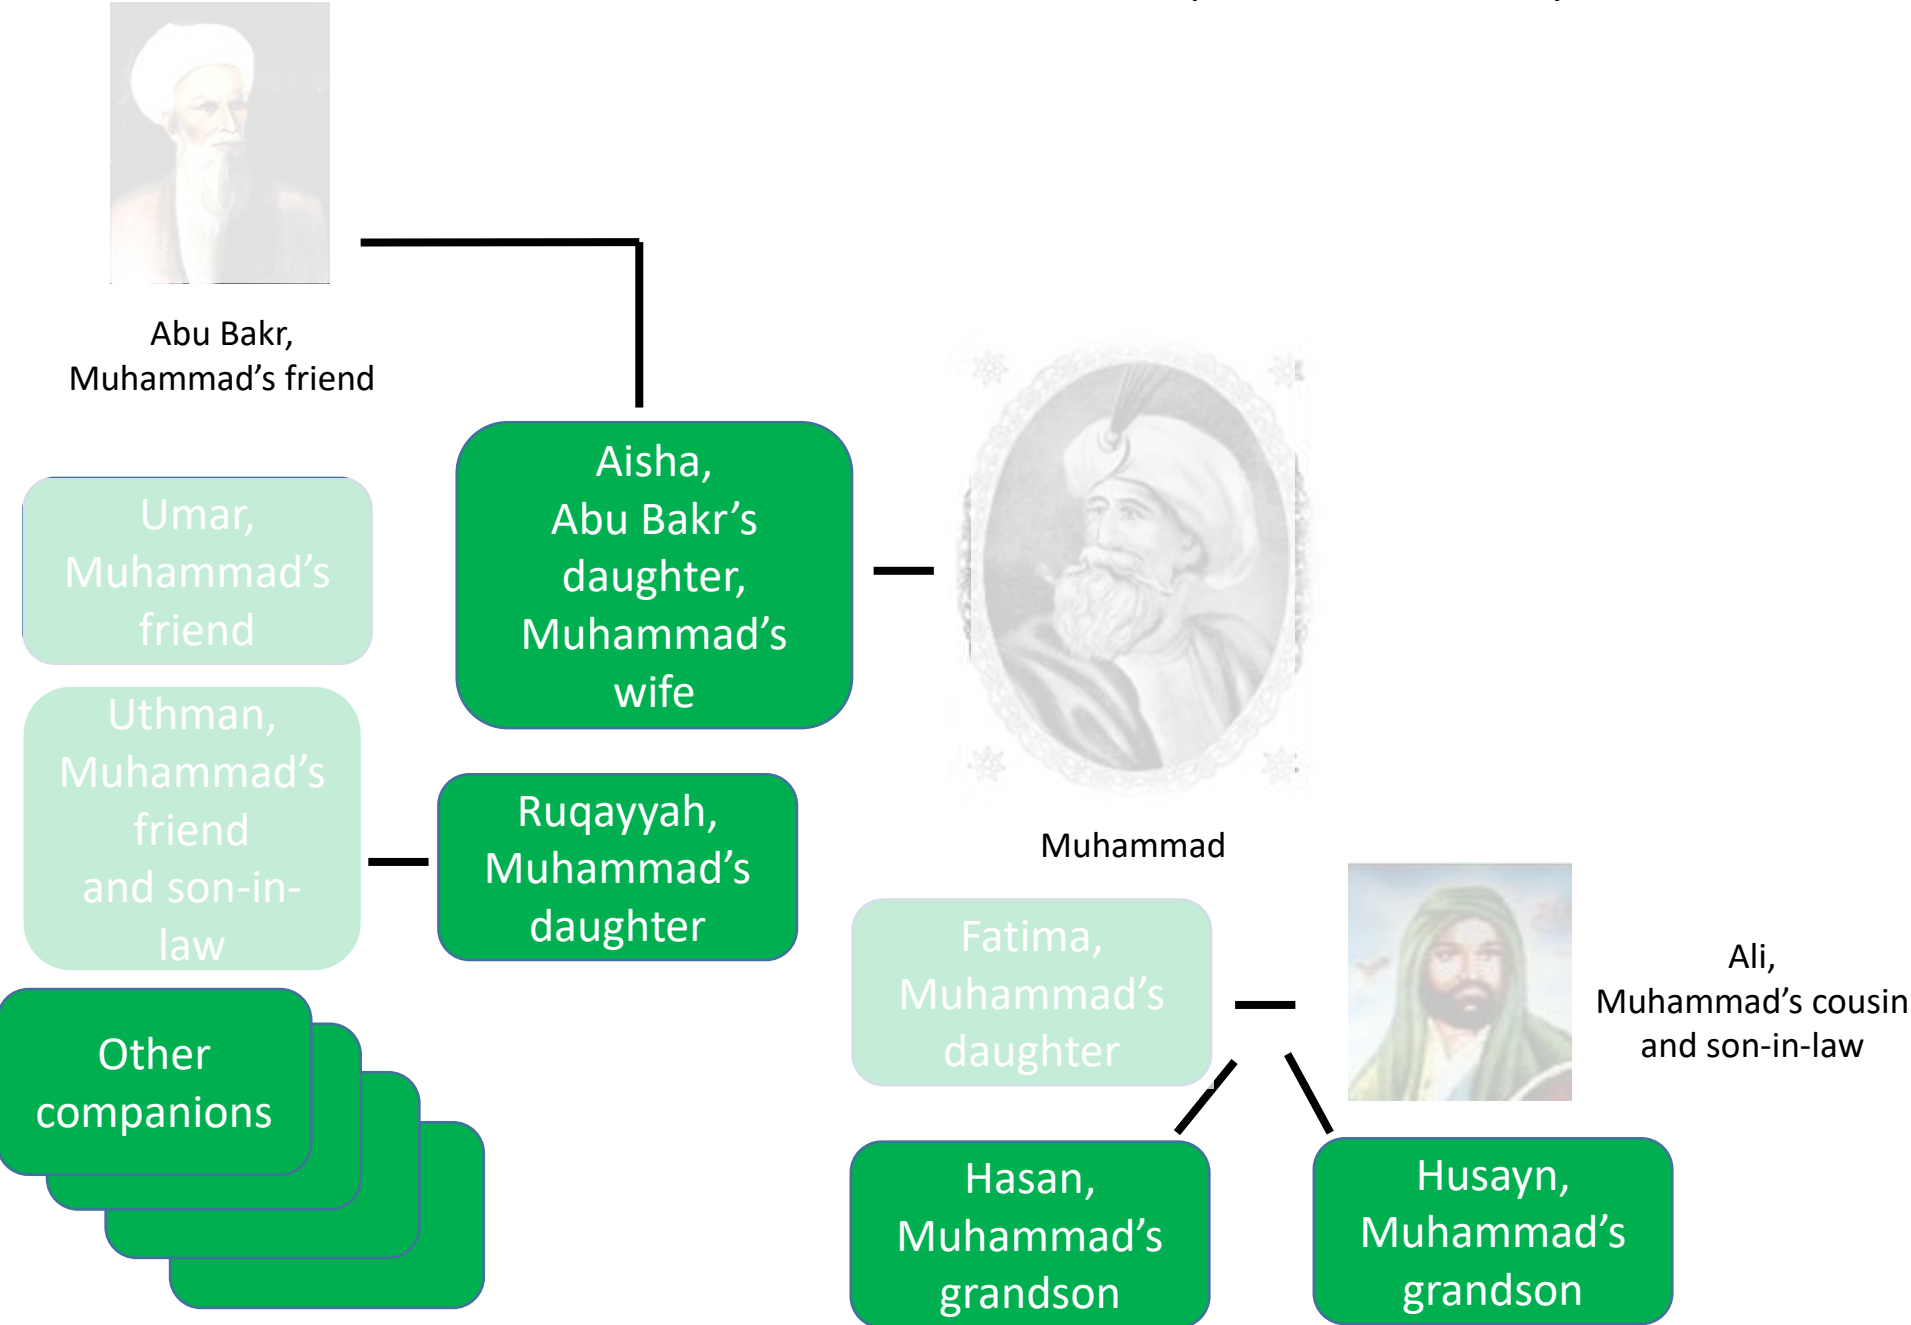 Abu Bakr,
Muhammad’s friend
Aisha,
Abu Bakr’s
daughter,
Muhammad’s
wife
Umar,
Muhammad’s
friend
Uthman,
Muhammad’s
friend
and son-in-
law
Ruqayyah,
Muhammad’s
daughter
Muhammad
Fatima,
Muhammad’s
daughter
Ali,
Muhammad’s cousin
and son-in-law
Other
companions
Hasan,
Muhammad’s
grandson
Husayn,
Muhammad’s
grandson